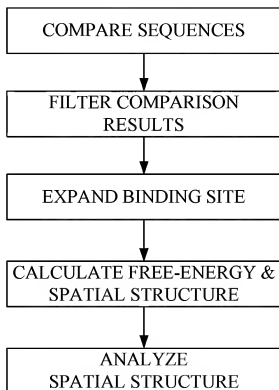 COMPARE SEQUENCES
FILTER COMPARISON
RESULTS
EXPAND BINDING SITE
CALCULATE FREE-ENERGY &
SPATIAL STRUCTURE
ANALYZE
SPATIAL STRUCTURE